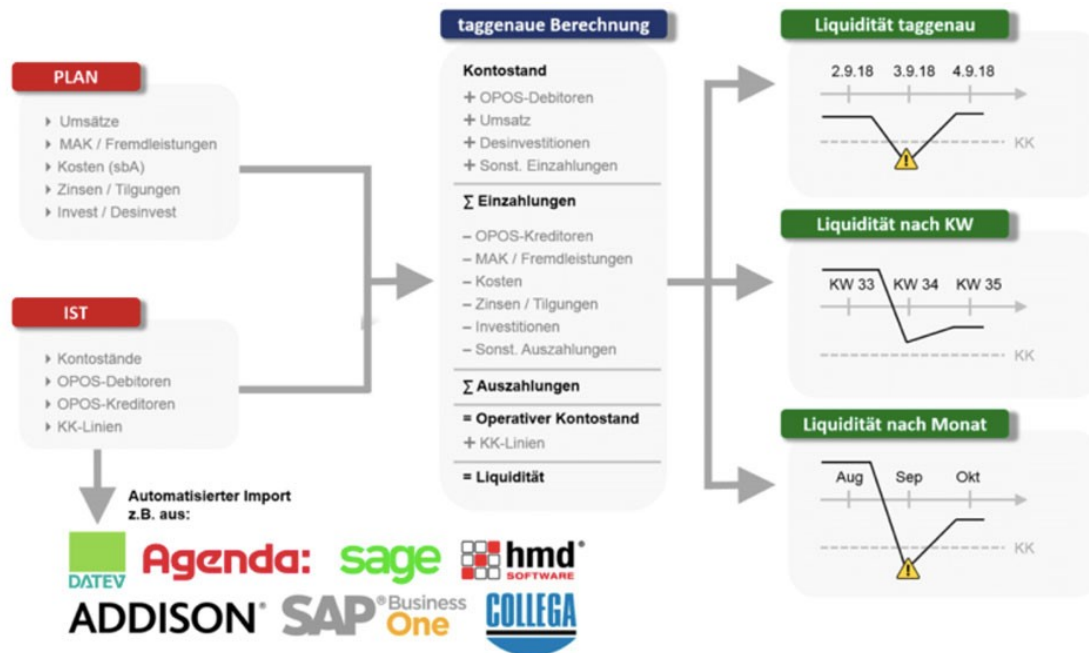 PLAN
Umsätze
MAK / Fremdleistungen
Kosten (sbA)
Zinsen / Tilgungen
Invest / Desinvest
IST
Kontostände
OPOS-Debitoren
OPOS-Kreditoren
KK-Linien
Automatisierter Import
z.B. aus:
DATEV
Agenda:
sage
hmd®
SOFTWARE
ADDISON®
SAP® Business
One
COLLEGA
taggenaue Berechnung
Kontostand
+ OPOS-Debitoren
+ Umsatz
+ Desinvestitionen
+ Sonst. Einzahlungen
∑ Einzahlungen
– OPOS-Kreditoren
– MAK / Fremdleistungen
– Kosten
– Zinsen / Tilgungen
– Investitionen
– Sonst. Auszahlungen
∑ Auszahlungen
= Operativer Kontostand
+ KK-Linien
= Liquidität
Liquidität taggenau
2.9.18 3.9.18 4.9.18
KK
Liquidität nach KW
KW 33 KW 34 KW 35
KK
Liquidität nach Monat
Aug Sep Okt
KK